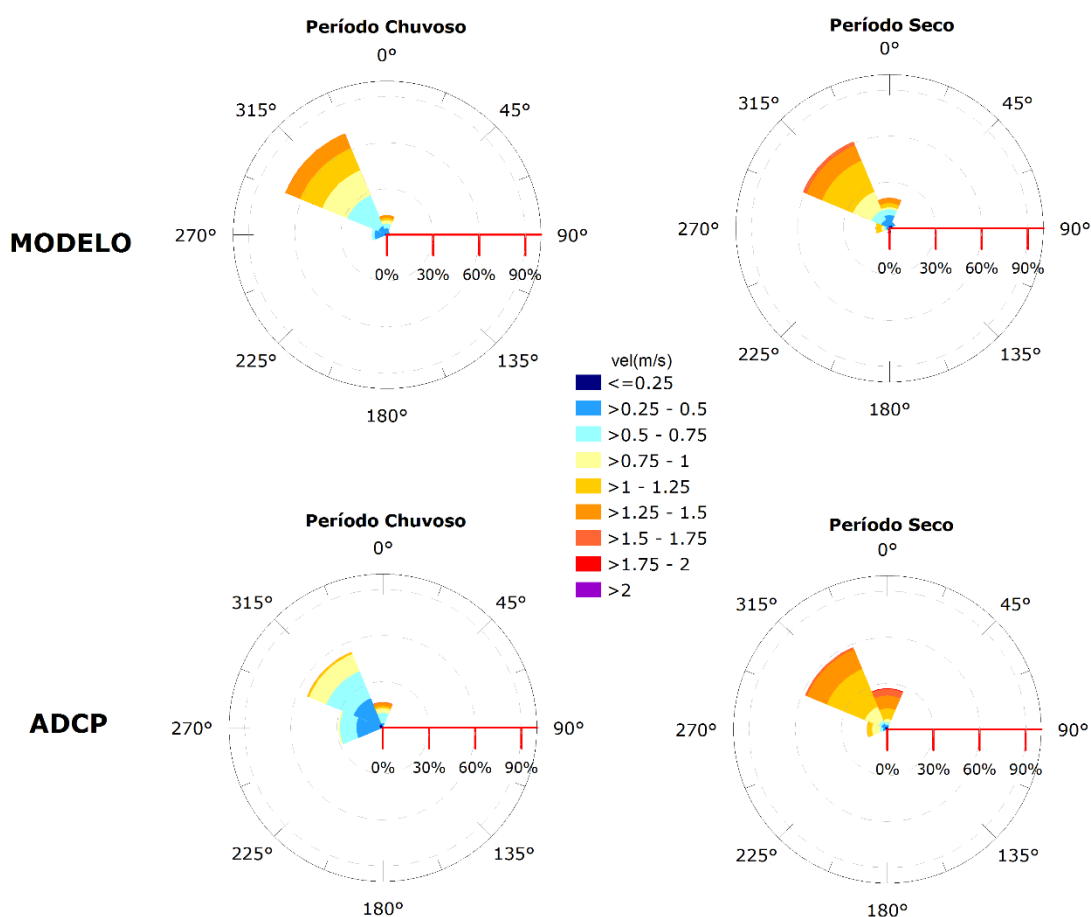 Período Chuvoso
0°
315°
45°
270°
90°
0% 30% 60% 90%
225°
135°
180°
Período Seco
0°
315°
45°
270°
90°
0% 30% 60% 90%
225°
135°
180°
MODELO
vel(m/s)
<=0.25
>0.25 - 0.5
>0.5 - 0.75
>0.75 - 1
>1 - 1.25
>1.25 - 1.5
>1.5 - 1.75
>1.75 - 2
>2
Período Chuvoso
0°
315°
45°
270°
90°
0% 30% 60% 90%
225°
135°
180°
Período Seco
0°
315°
45°
270°
90°
0% 30% 60% 90%
225°
135°
180°
ADCP